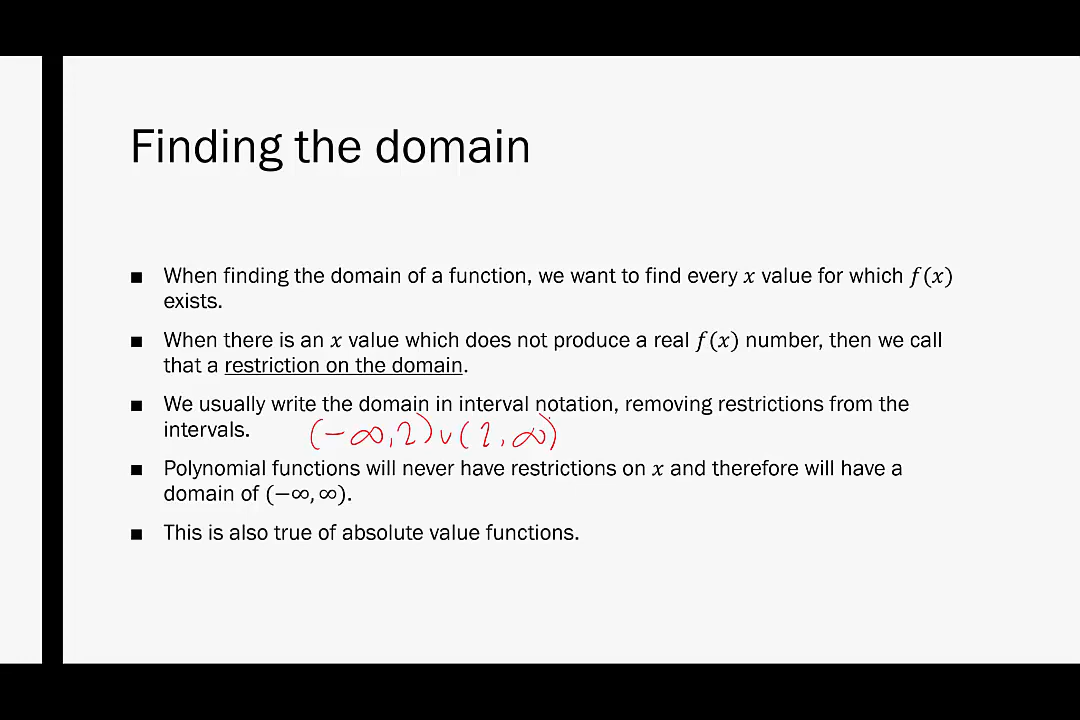 Finding the domain
■ When finding the domain of a function, we want to find every x value for which f(x)
exists.
■ When there is an x value which does not produce a real f(x) number, then we call
that a restriction on the domain.
■ We usually write the domain in interval notation, removing restrictions from the
intervals.
(-∞, 2) ∪ (2, ∞)
■ Polynomial functions will never have restrictions on x and therefore will have a
domain of (−∞, ∞).
■ This is also true of absolute value functions.